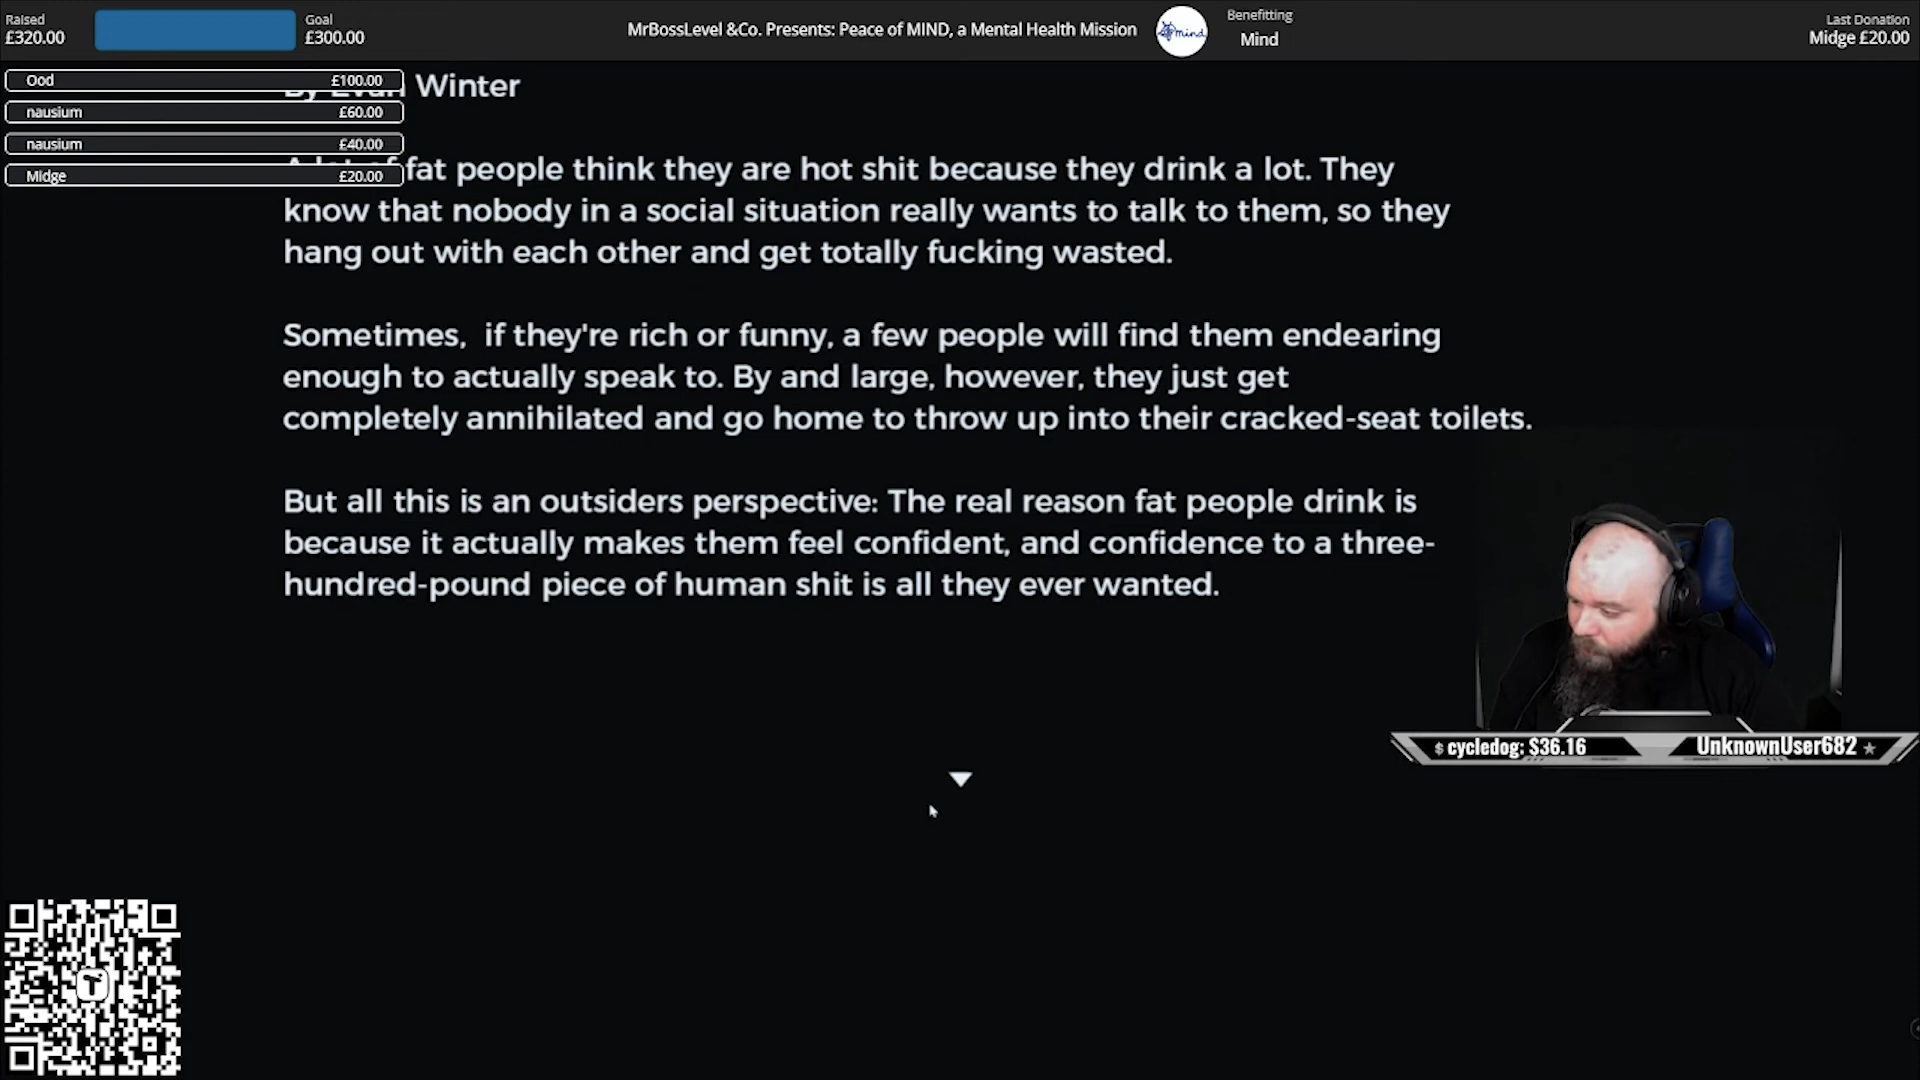 Raised
£320.00
Goal
£300.00
MrBossLevel &Co. Presents: Peace of MIND, a Mental Health Mission
mind
Benefitting
Mind
Last Donation
Midge £20.00
Ood £100.00
nausium £60.00
nausium £40.00
Midge £20.00
Winter
fat people think they are hot shit because they drink a lot. They
know that nobody in a social situation really wants to talk to them, so they
hang out with each other and get totally fucking wasted.
Sometimes, if they're rich or funny, a few people will find them endearing
enough to actually speak to. By and large, however, they just get
completely annihilated and go home to throw up into their cracked-seat toilets.
But all this is an outsiders perspective: The real reason fat people drink is
because it actually makes them feel confident, and confidence to a three-
hundred-pound piece of human shit is all they ever wanted.
$ cycledog: $36.16
UnknownUser682